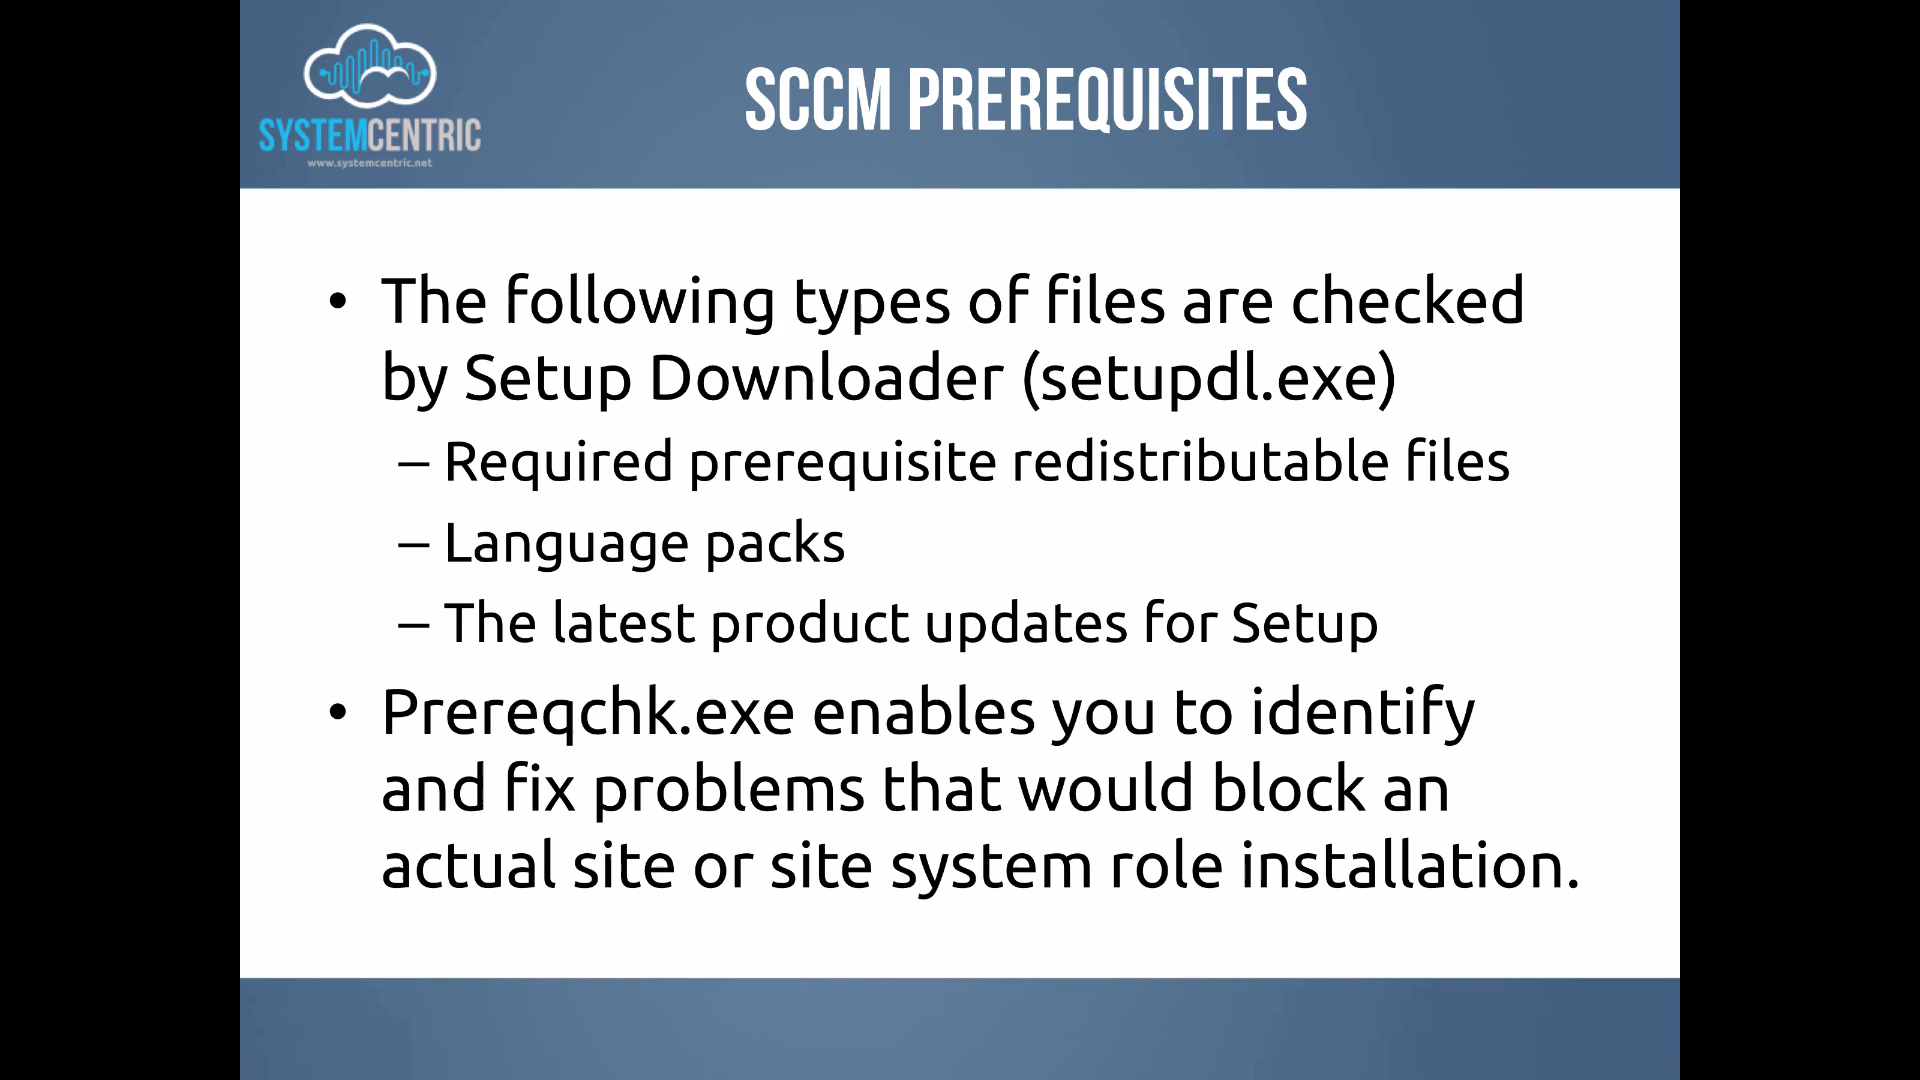 SYSTEMCENTRIC
www.systemcentric.net
SCCM PREREQUISITES
• The following types of files are checked
by Setup Downloader (setupdl.exe)
– Required prerequisite redistributable files
– Language packs
– The latest product updates for Setup
• Prereqchk.exe enables you to identify
and fix problems that would block an
actual site or site system role installation.